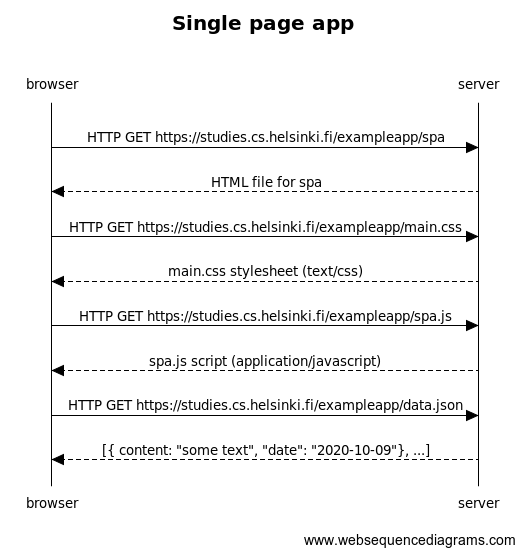 Single page app
browser server
HTTP GET https://studies.cs.helsinki.fi/exampleapp/spa
HTML file for spa
HTTP GET https://studies.cs.helsinki.fi/exampleapp/main.css
main.css stylesheet (text/css)
HTTP GET https://studies.cs.helsinki.fi/exampleapp/spa.js
spa.js script (application/javascript)
HTTP GET https://studies.cs.helsinki.fi/exampleapp/data.json
[{ content: "some text", "date": "2020-10-09"}, ...]
browser server
www.websequencediagrams.com